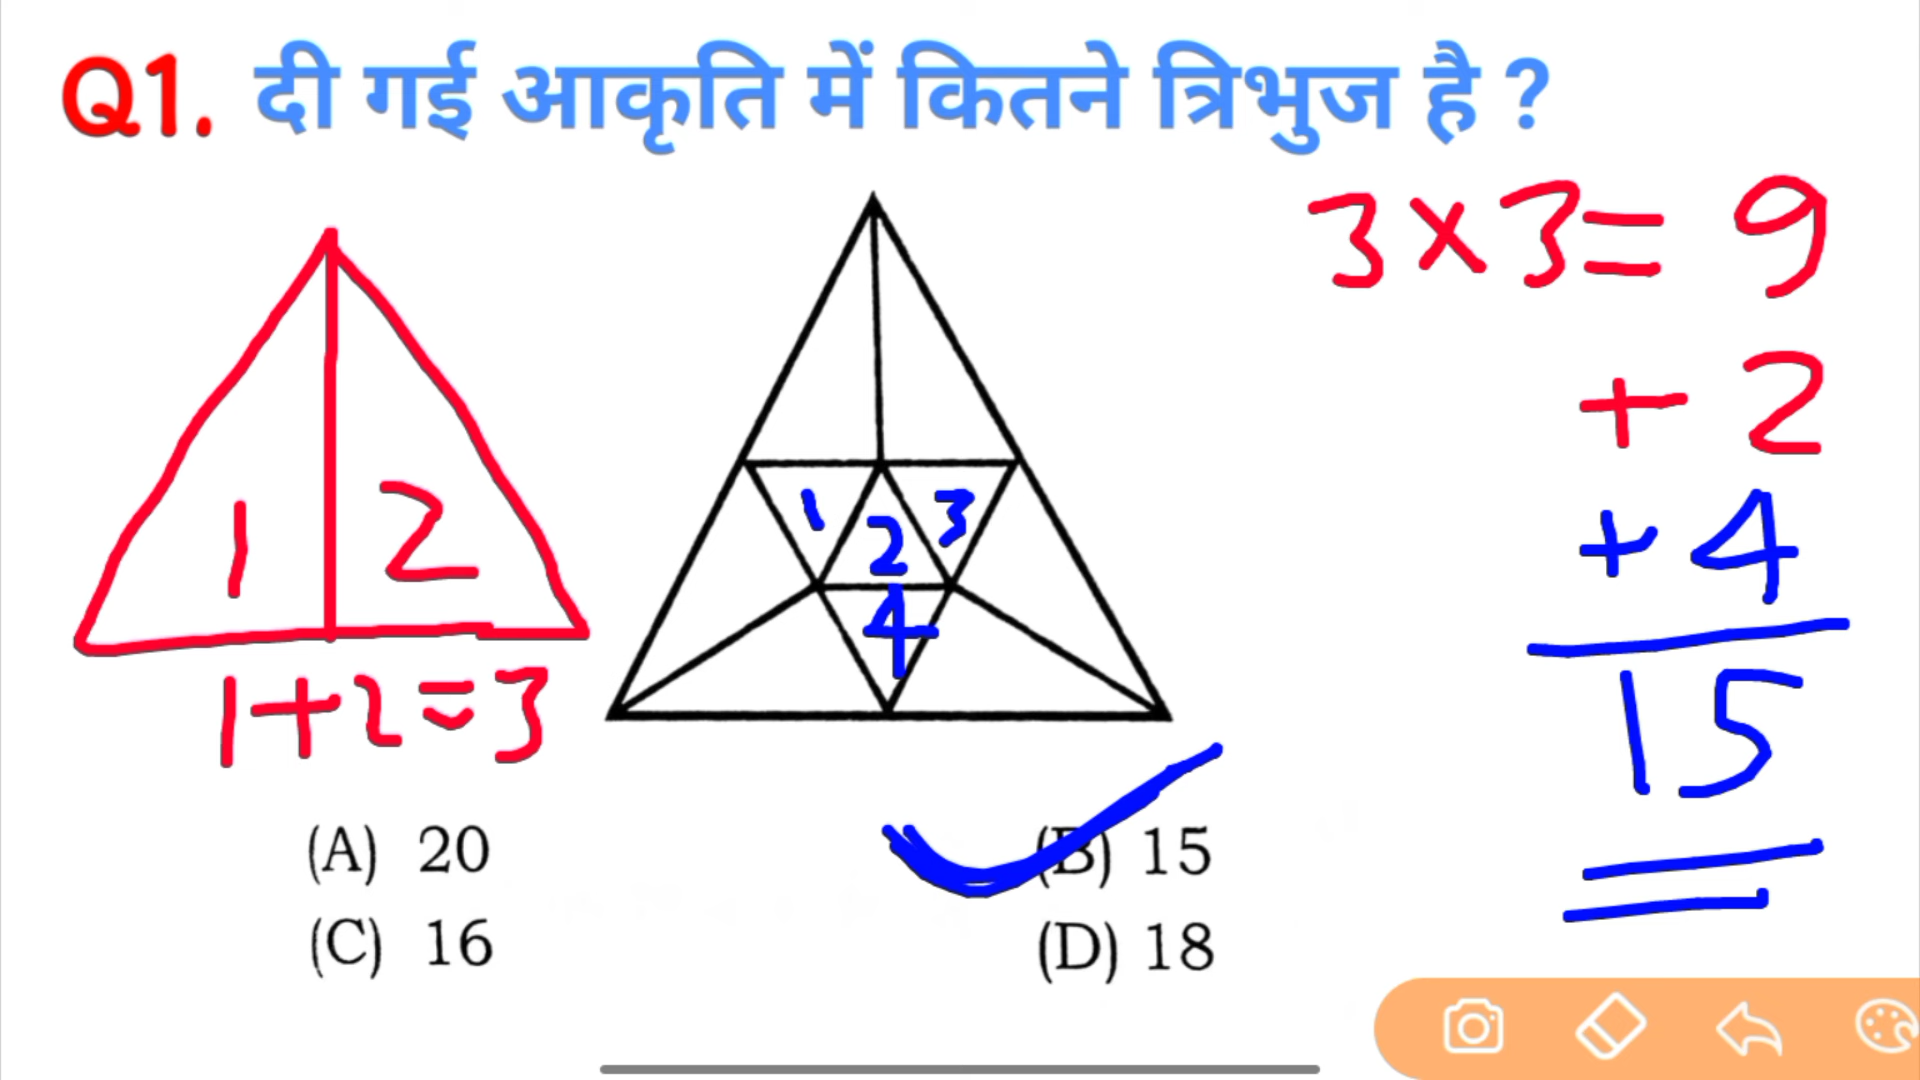 Q1. दी गई आकृति में कितने त्रिभुज है ?
3×3= 9
+ 2
+ 4
15
1 2
1+2=3
1 2 3
4
(A) 20 (B) 15
(C) 16 (D) 18